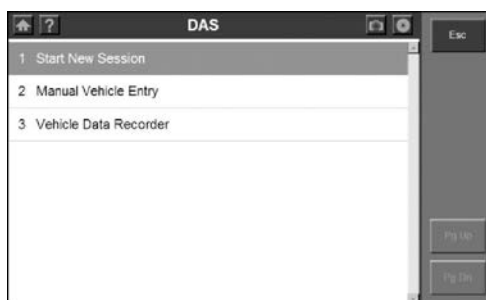 ?
DAS
Esc
1 Start New Session
2 Manual Vehicle Entry
3 Vehicle Data Recorder
Pg Up
Pg Dn